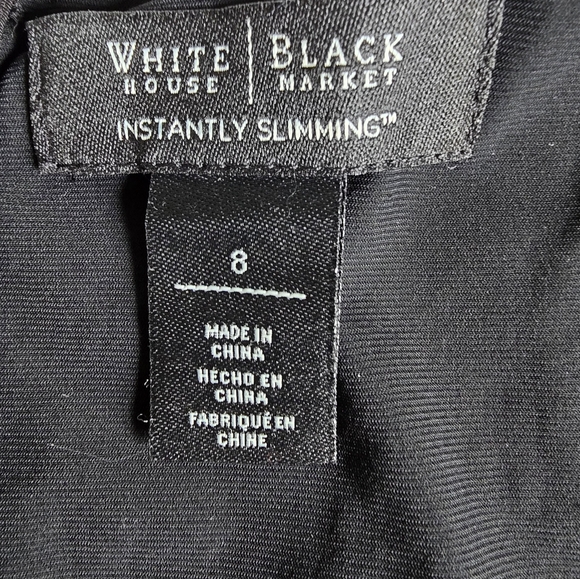 WHITE | BLACK
HOUSE | MARKET
INSTANTLY SLIMMING™
8
MADE IN
CHINA
HECHO EN
CHINA
FABRIQUÉ EN
CHINE